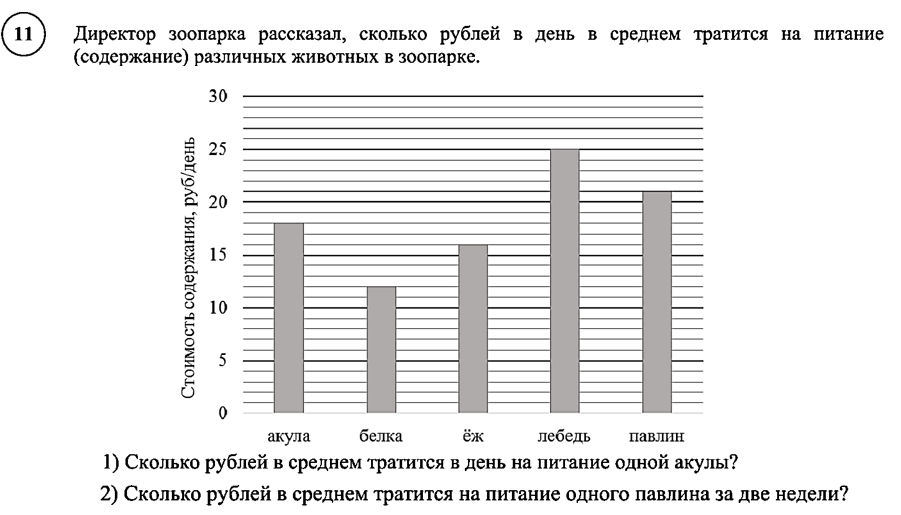 11
Директор зоопарка рассказал, сколько рублей в день в среднем тратится на питание
(содержание) различных животных в зоопарке.
Стоимость содержания, руб/день
30
25
20
15
10
5
0
акула белка ёж лебедь павлин
1) Сколько рублей в среднем тратится в день на питание одной акулы?
2) Сколько рублей в среднем тратится на питание одного павлина за две недели?